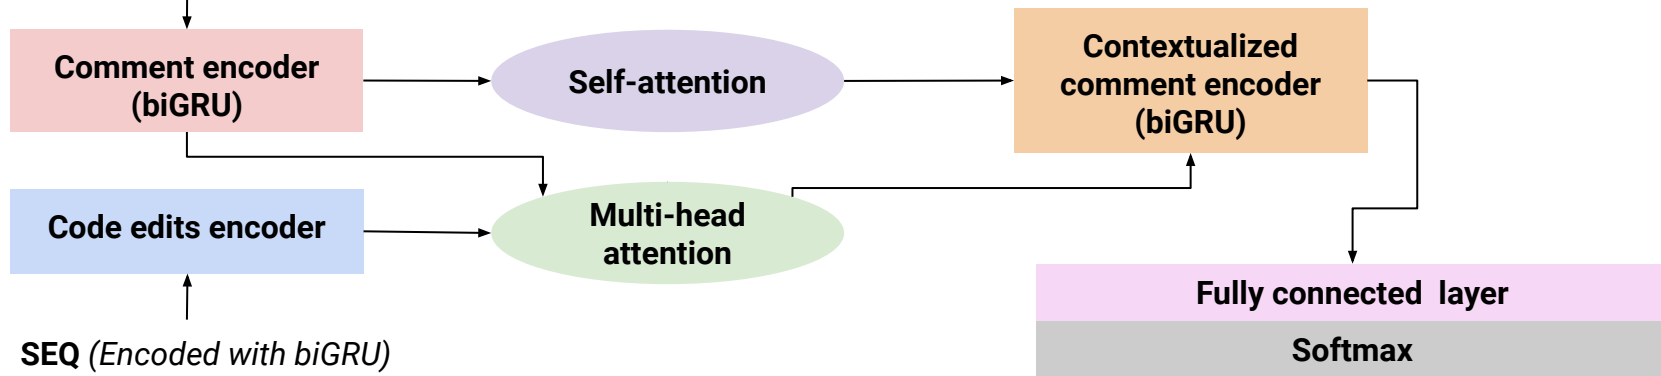 Comment encoder
(biGRU)
Self-attention
Contextualized
comment encoder
(biGRU)
Code edits encoder
Multi-head
attention
SEQ (Encoded with biGRU)
Fully connected layer
Softmax